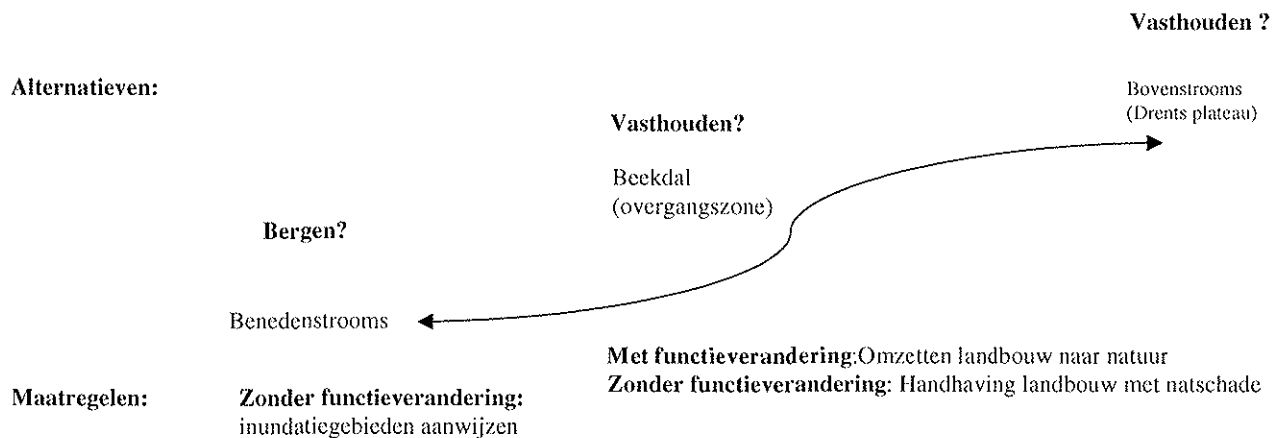 Vasthouden ?
Alternatieven:
Bovenstrooms
(Drents plateau)
Vasthouden?
Beekdal
(overgangszone)
Bergen?
Benedenstrooms
Met functieverandering:Omzetten landbouw naar natuur
Zonder functieverandering: Handhaving landbouw met natschade
Maatregelen:
Zonder functieverandering:
inundatiegebieden aanwijzen